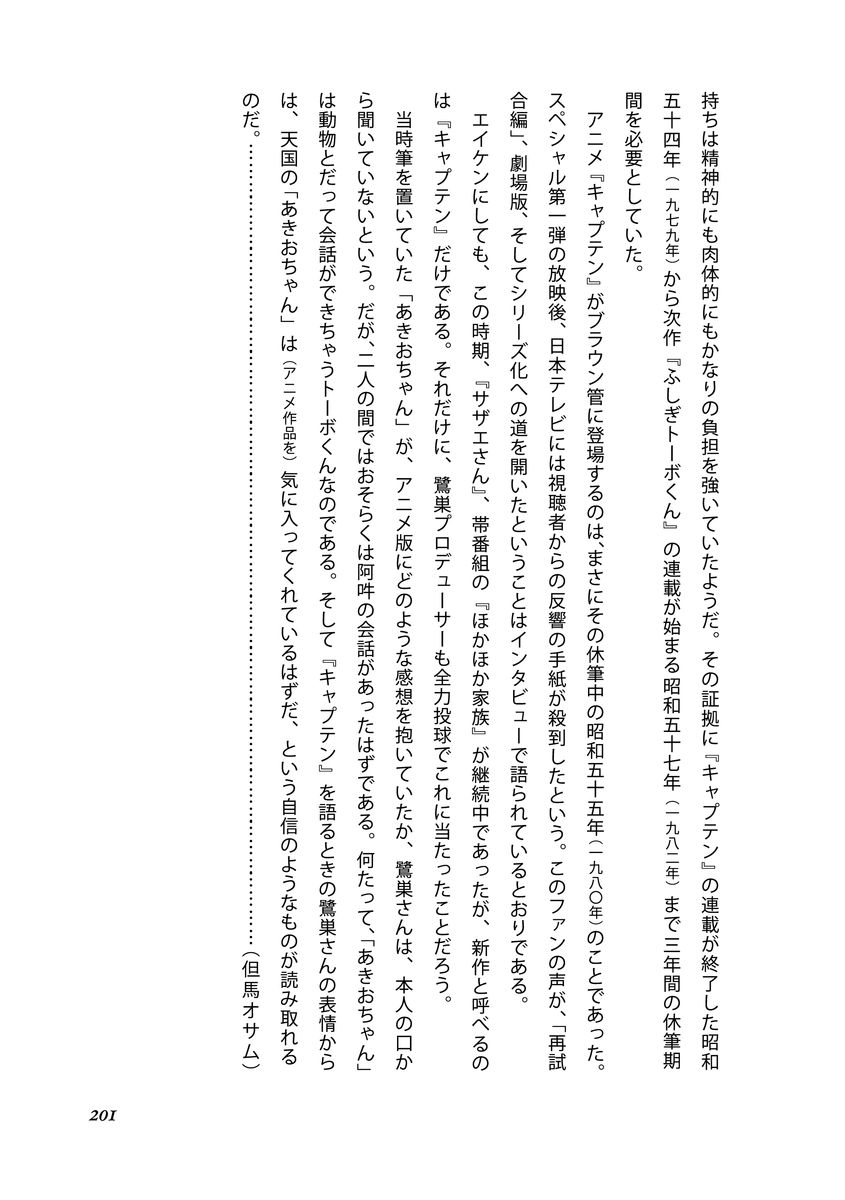 持ちは精神的にも肉体的にもかなりの負担を強いていたようだ。その証拠に『キャプテン』の連載が終了した昭和
五十四年（一九七九年）から次作『ふしぎトーボくん』の連載が始まる昭和五十七年（一九八二年）まで三年間の休筆期
間を必要としていた。
アニメ『キャプテン』がブラウン管に登場するのは、まさにその休筆中の昭和五十五年（一九八〇年）のことであった。
スペシャル第一弾の放映後、日本テレビには視聴者からの反響の手紙が殺到したという。このファンの声が、「再試
合編」、劇場版、そしてシリーズ化への道を開いたということはインタビューで語られているとおりである。
エイケンにしても、この時期、『サザエさん』、帯番組の『ほかほか家族』が継続中であったが、新作と呼べるの
は『キャプテン』だけである。それだけに、鷺巣プロデューサーも全力投球でこれに当たったことだろう。
当時筆を置いていた「あきおちゃん」が、アニメ版にどのような感想を抱いていたか、鷺巣さんは、本人の口か
ら聞いていないという。だが、二人の間ではおそらくは阿吽の会話があったはずである。何たって、「あきおちゃん」
は動物とだって会話ができちゃうトーボくんなのである。そして『キャプテン』を語るときの鷺巣さんの表情から
は、天国の「あきおちゃん」は（アニメ作品を）気に入ってくれているはずだ、という自信のようなものが読み取れる
のだ。……………………………………………………………………………………（但馬オサム）
201